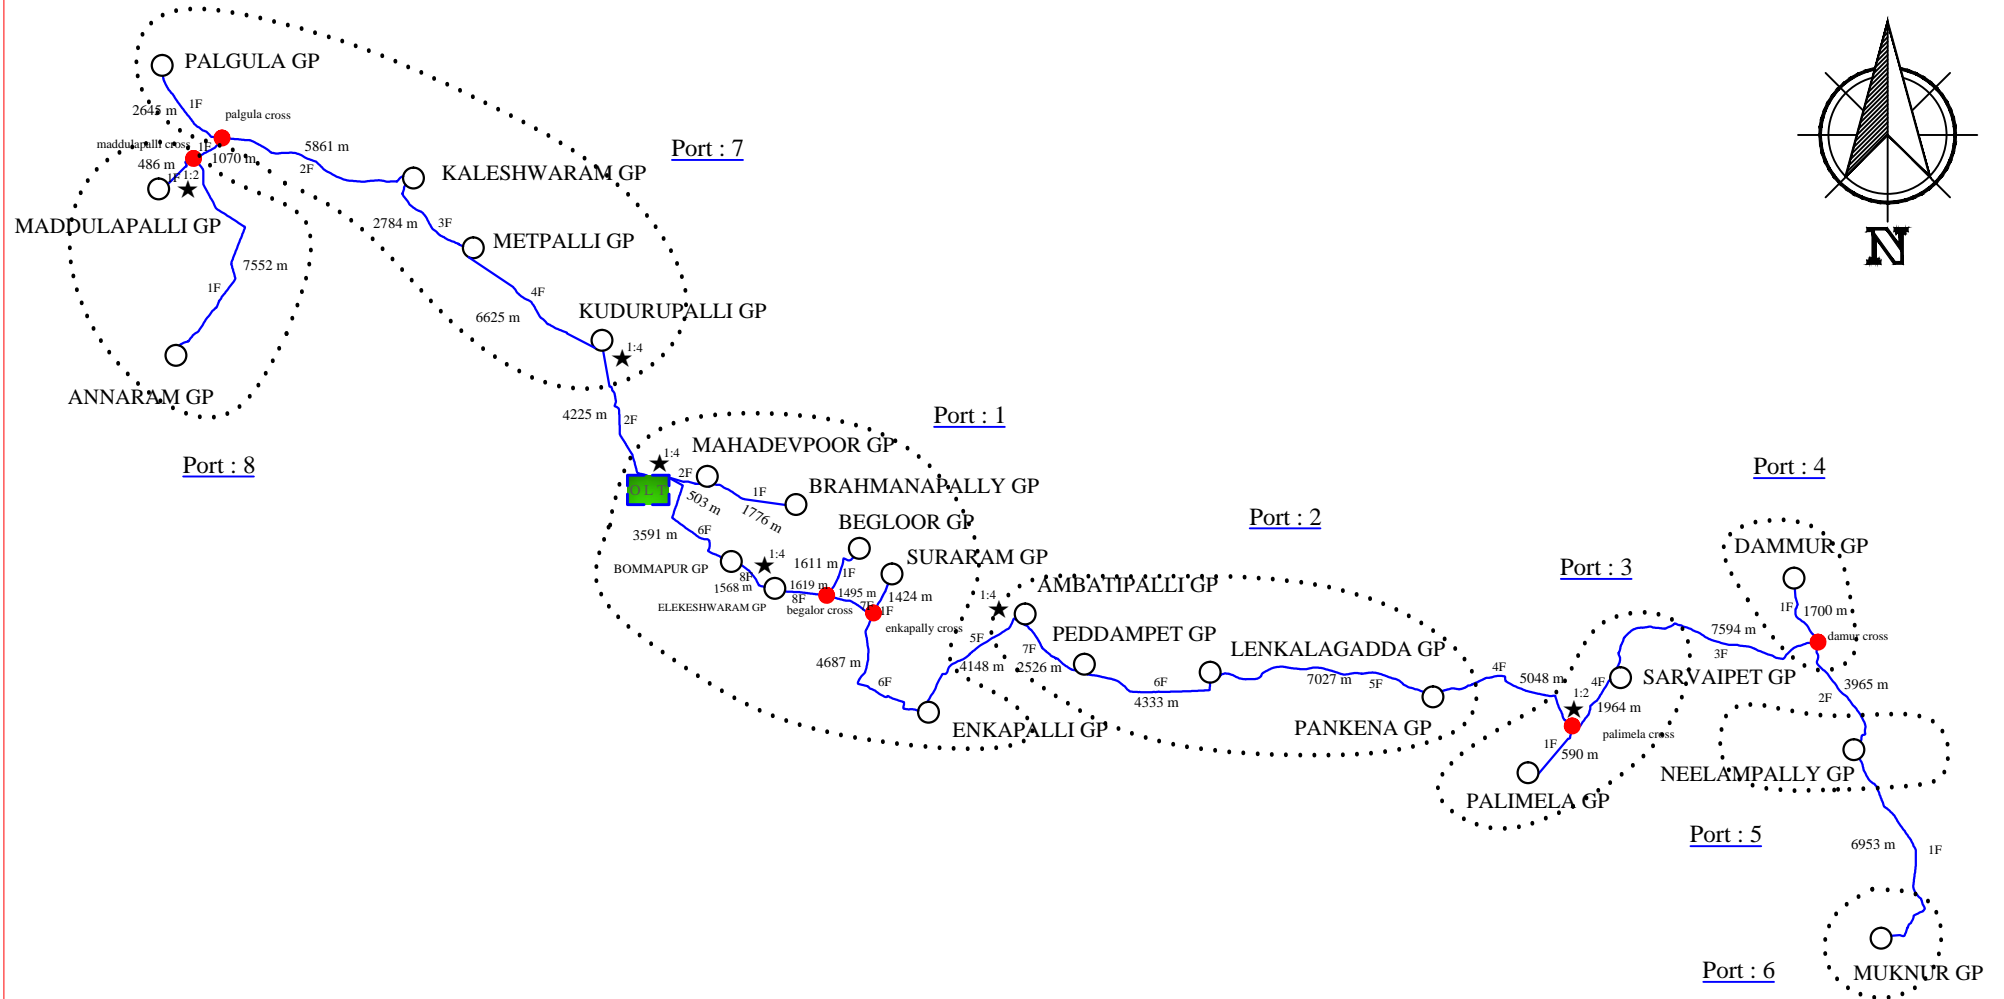 PALGULA GP
2645 m
1F
palgula cross
maddulapalli cross
1F
1070 m
486 m
1F
1:2
MADDULAPALLI GP
7552 m
1F
ANNARAM GP
Port : 8
5861 m
2F
KALESHWARAM GP
Port : 7
2784 m
3F
METPALLI GP
4F
6625 m
KUDURUPALLI GP
1:4
4225 m
2F
Port : 1
1:4
MAHADEVPOOR GP
2F
503 m
1F
1776 m
BRAHMANAPALLY GP
OLT
3591 m
6F
BOMMAPUR GP
8F
1568 m
1:4
ELEKESHWARAM GP
1619 m
8F
begalor cross
BEGLOOR GP
1611 m
1F
SURARAM GP
1495 m
7F
1F
1424 m
enkapally cross
4687 m
6F
ENKAPALLI GP
5F
4148 m
1:4
AMBATIPALLI GP
Port : 2
7F
2526 m
PEDDAMPET GP
6F
4333 m
LENKALAGADDA GP
7027 m
5F
PANKENA GP
4F
5048 m
Port : 3
1:2
4F
1964 m
SARVAIPET GP
palimela cross
1F
590 m
PALIMELA GP
7594 m
3F
Port : 4
DAMMUR GP
1F
1700 m
damur cross
3965 m
2F
NEELAMPALLY GP
Port : 5
6953 m
1F
Port : 6
MUKNUR GP
N